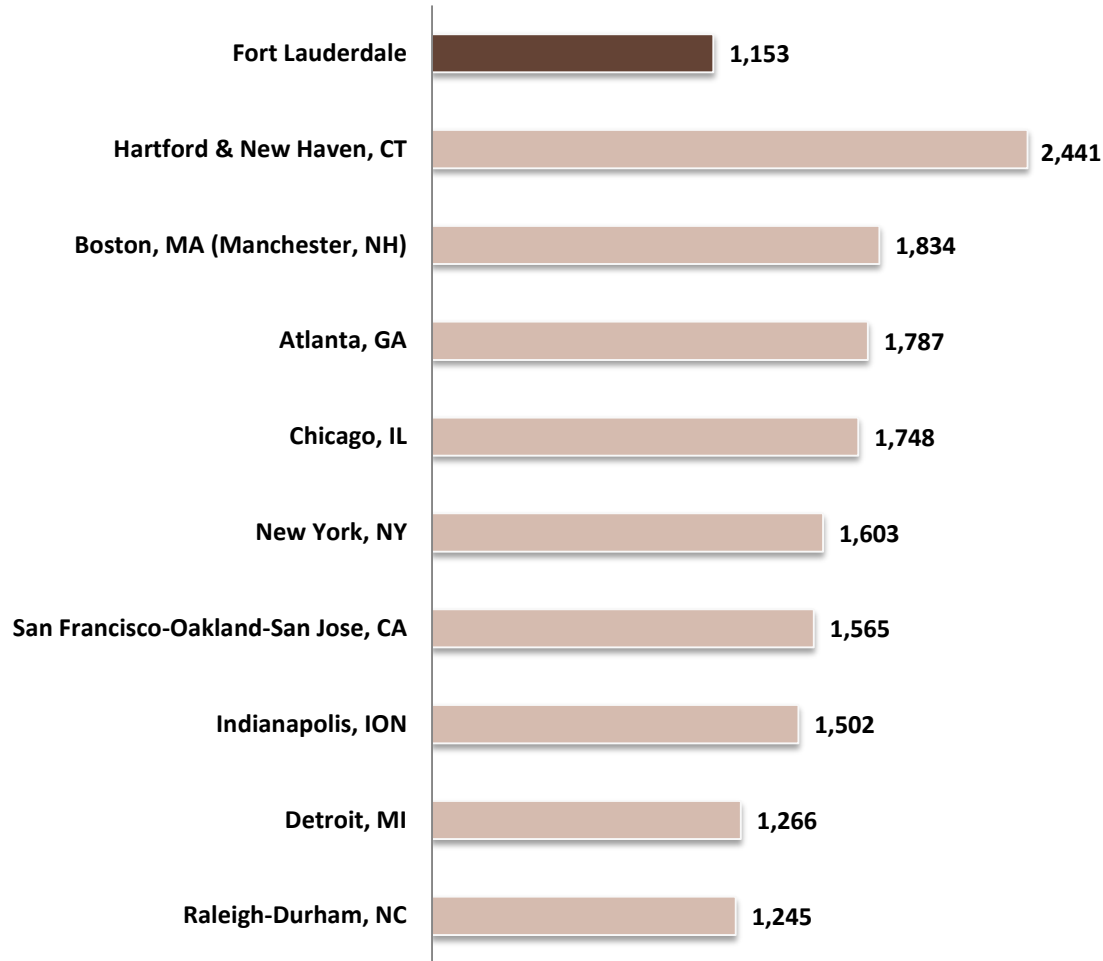 Fort Lauderdale 1,153
Hartford & New Haven, CT 2,441
Boston, MA (Manchester, NH) 1,834
Atlanta, GA 1,787
Chicago, IL 1,748
New York, NY 1,603
San Francisco-Oakland-San Jose, CA 1,565
Indianapolis, ION 1,502
Detroit, MI 1,266
Raleigh-Durham, NC 1,245